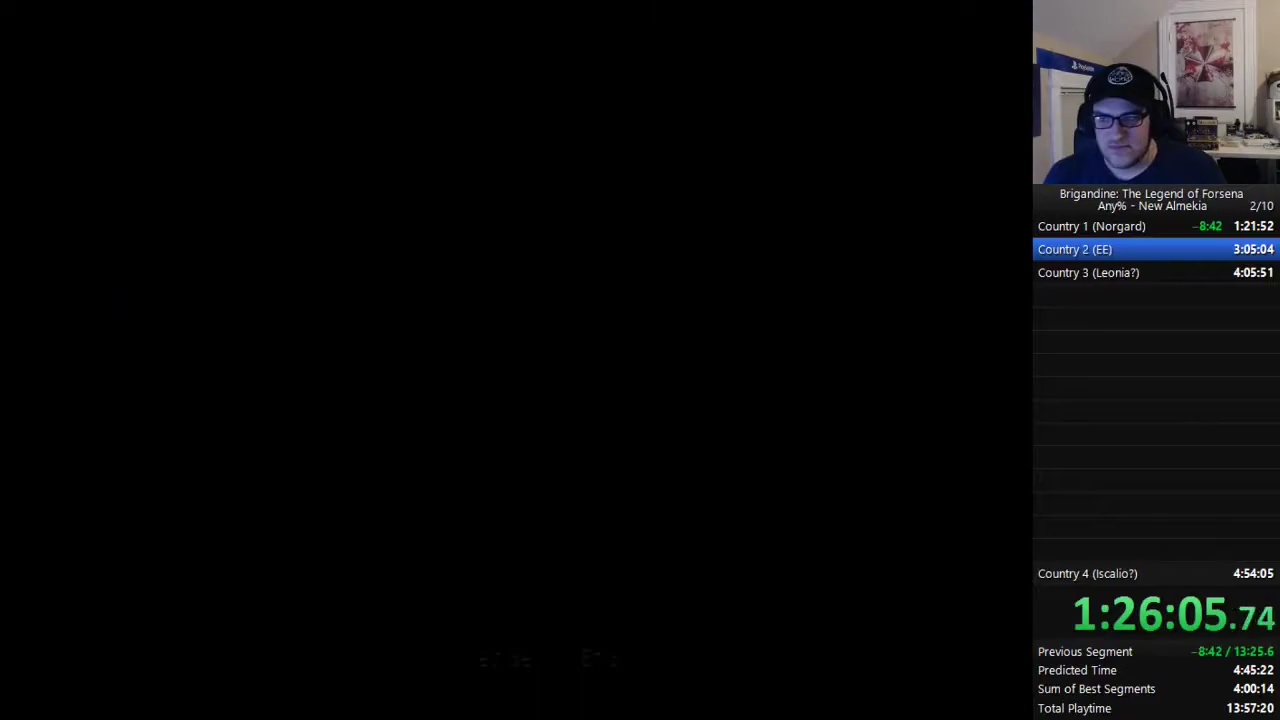 PlayStation
Brigandine: The Legend of Forsena
Any% - New Almekia 2/10
Country 1 (Norgard) -8:42 1:21:52
Country 2 (EE) 3:05:04
Country 3 (Leonia?) 4:05:51
Country 4 (Iscalio?) 4:54:05
1:26:05.74
Previous Segment -8:42 / 13:25.6
Predicted Time 4:45:22
Sum of Best Segments 4:00:14
Total Playtime 13:57:20